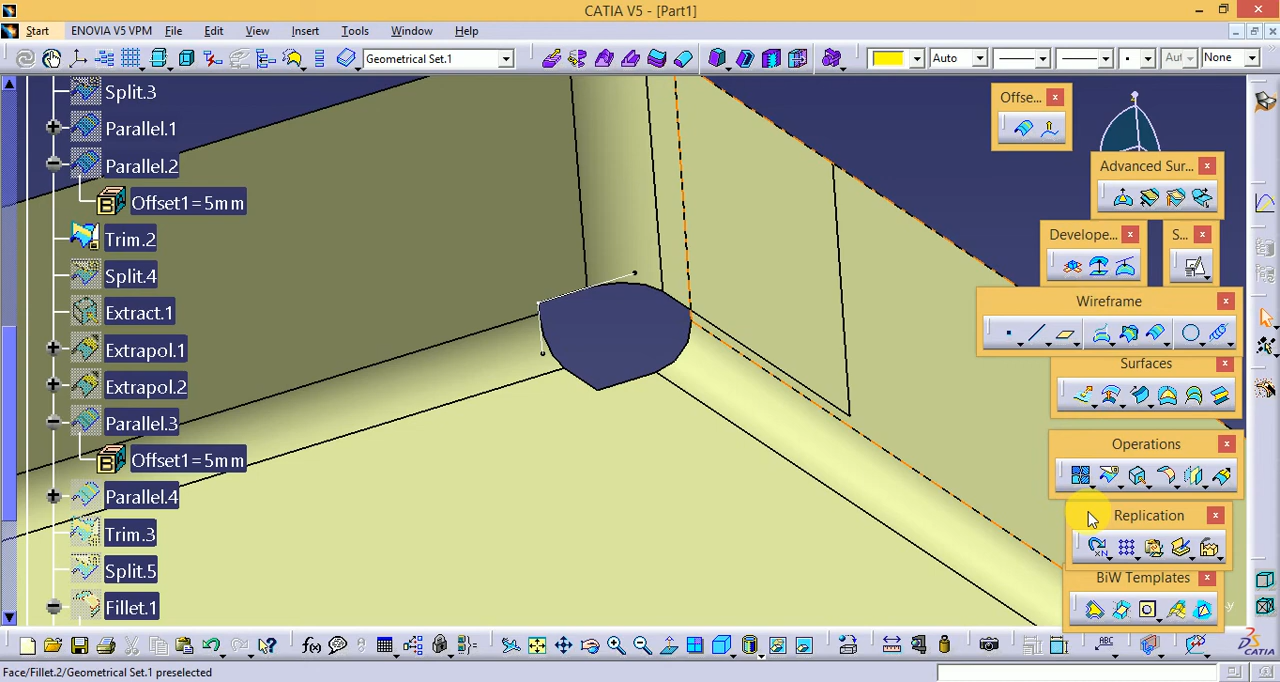 CATIA V5 - [Part1]
Start ENOVIA V5 VPM File Edit View Insert Tools Window Help
Geometrical Set.1 Auto Aut None
Split.3
Parallel.1
Parallel.2
Offset1=5mm
Trim.2
Split.4
Extract.1
Extrapol.1
Extrapol.2
Parallel.3
Offset1=5mm
Parallel.4
Trim.3
Split.5
Fillet.1
Offse...
Advanced Sur...
Develope... S...
Wireframe
Surfaces
Operations
Replication
BiW Templates
y
f(x) ABC
CATIA
Face/Fillet.2/Geometrical Set.1 preselected